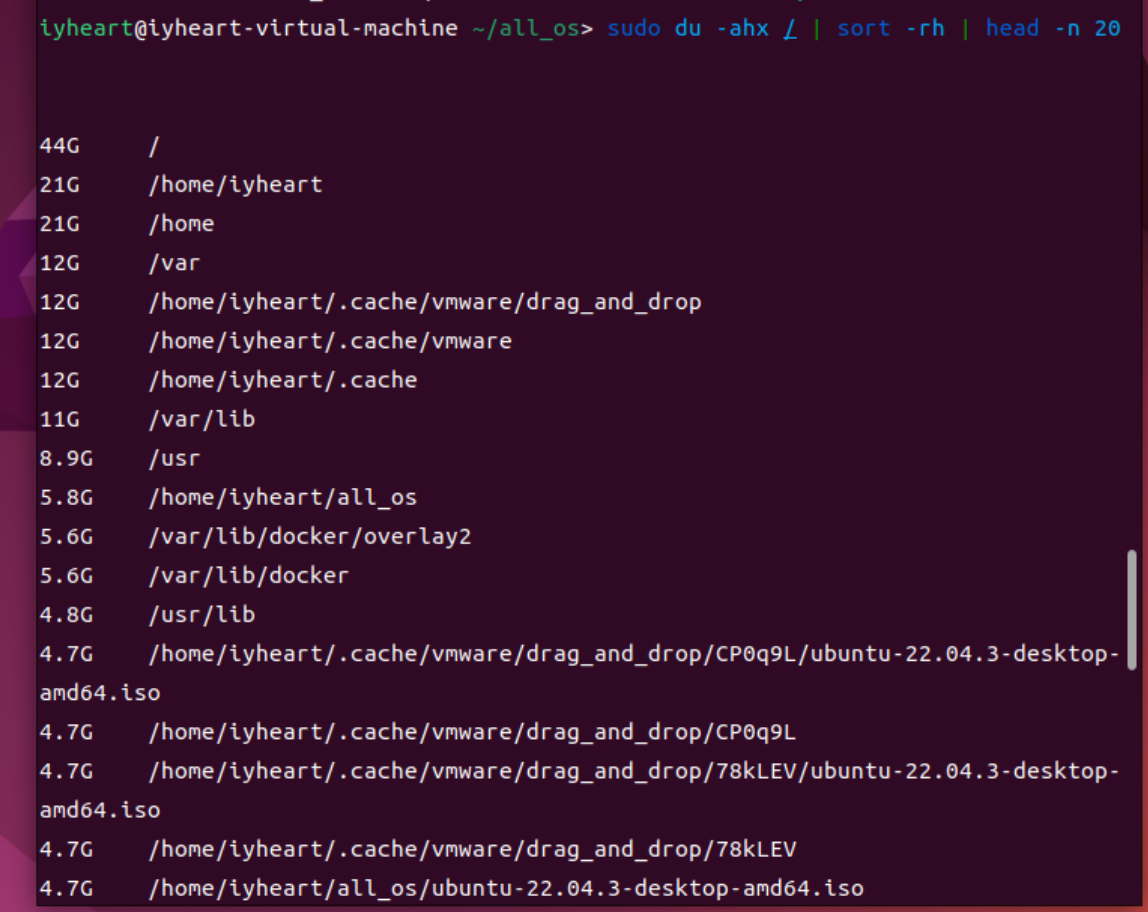 iyheart@iyheart-virtual-machine ~/all_os> sudo du -ahx / | sort -rh | head -n 20
44G	/
21G	/home/iyheart
21G	/home
12G	/var
12G	/home/iyheart/.cache/vmware/drag_and_drop
12G	/home/iyheart/.cache/vmware
12G	/home/iyheart/.cache
11G	/var/lib
8.9G	/usr
5.8G	/home/iyheart/all_os
5.6G	/var/lib/docker/overlay2
5.6G	/var/lib/docker
4.8G	/usr/lib
4.7G	/home/iyheart/.cache/vmware/drag_and_drop/CP0q9L/ubuntu-22.04.3-desktop-
amd64.iso
4.7G	/home/iyheart/.cache/vmware/drag_and_drop/CP0q9L
4.7G	/home/iyheart/.cache/vmware/drag_and_drop/78kLEV/ubuntu-22.04.3-desktop-
amd64.iso
4.7G	/home/iyheart/.cache/vmware/drag_and_drop/78kLEV
4.7G	/home/iyheart/all_os/ubuntu-22.04.3-desktop-amd64.iso